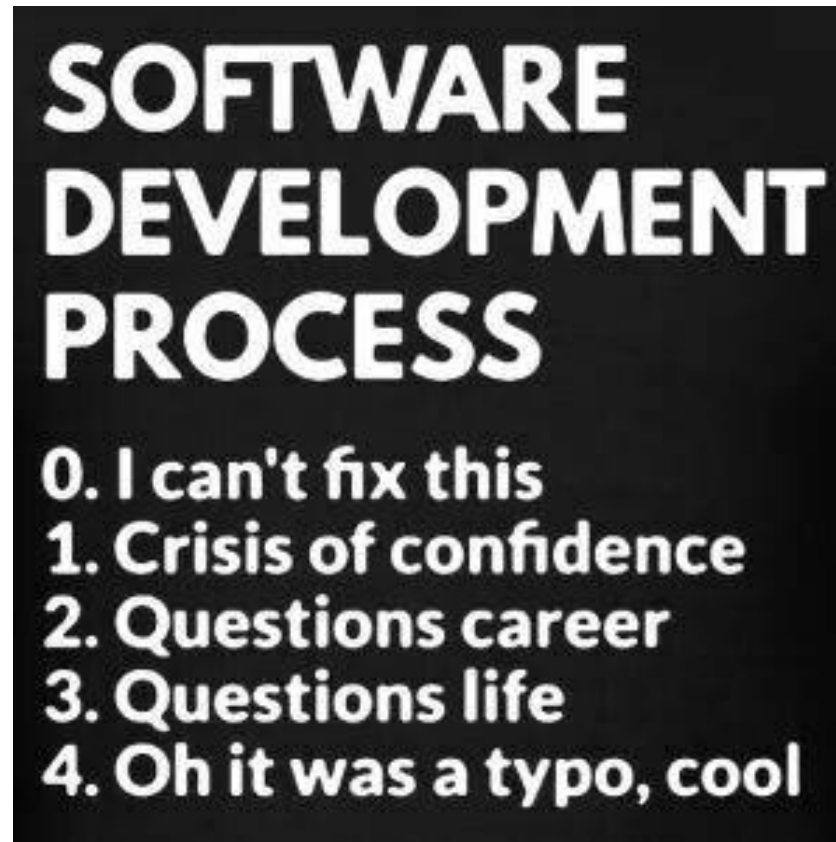 SOFTWARE
DEVELOPMENT
PROCESS
0. I can't fix this
1. Crisis of confidence
2. Questions career
3. Questions life
4. Oh it was a typo, cool